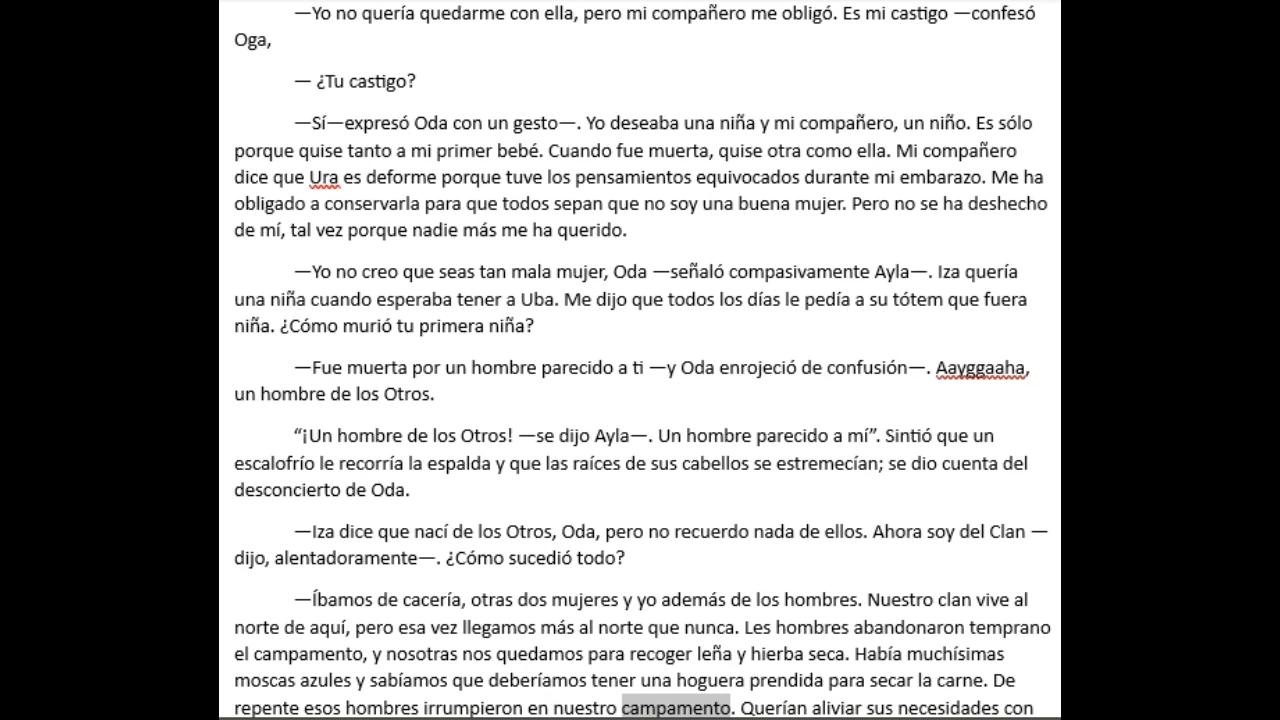 —Yo no quería quedarme con ella, pero mi compañero me obligó. Es mi castigo —confesó
Oga,
— ¿Tu castigo?
—Sí—expresó Oda con un gesto—. Yo deseaba una niña y mi compañero, un niño. Es sólo
porque quise tanto a mi primer bebé. Cuando fue muerta, quise otra como ella. Mi compañero
dice que Ura es deforme porque tuve los pensamientos equivocados durante mi embarazo. Me ha
obligado a conservarla para que todos sepan que no soy una buena mujer. Pero no se ha deshecho
de mí, tal vez porque nadie más me ha querido.
—Yo no creo que seas tan mala mujer, Oda —señaló compasivamente Ayla—. Iza quería
una niña cuando esperaba tener a Uba. Me dijo que todos los días le pedía a su tótem que fuera
niña. ¿Cómo murió tu primera niña?
—Fue muerta por un hombre parecido a ti —y Oda enrojeció de confusión—. Aayggaaha,
un hombre de los Otros.
“¡Un hombre de los Otros! —se dijo Ayla—. Un hombre parecido a mí”. Sintió que un
escalofrío le recorría la espalda y que las raíces de sus cabellos se estremecían; se dio cuenta del
desconcierto de Oda.
—Iza dice que nací de los Otros, Oda, pero no recuerdo nada de ellos. Ahora soy del Clan —
dijo, alentadoramente—. ¿Cómo sucedió todo?
—Íbamos de cacería, otras dos mujeres y yo además de los hombres. Nuestro clan vive al
norte de aquí, pero esa vez llegamos más al norte que nunca. Les hombres abandonaron temprano
el campamento, y nosotras nos quedamos para recoger leña y hierba seca. Había muchísimas
moscas azules y sabíamos que deberíamos tener una hoguera prendida para secar la carne. De
repente esos hombres irrumpieron en nuestro campamento. Querían aliviar sus necesidades con